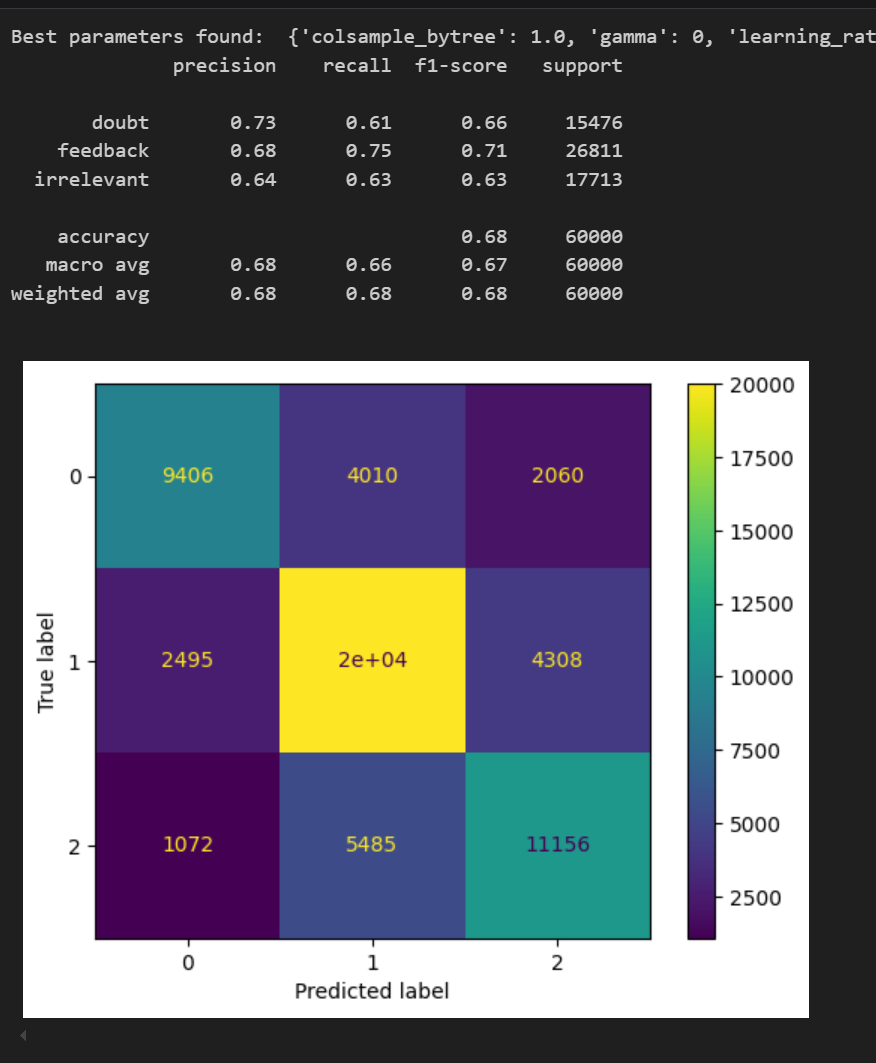 Best parameters found:  {'colsample_bytree': 1.0, 'gamma': 0, 'learning_rat
precision recall f1-score support
doubt 0.73 0.61 0.66 15476
feedback 0.68 0.75 0.71 26811
irrelevant 0.64 0.63 0.63 17713
accuracy 0.68 60000
macro avg 0.68 0.66 0.67 60000
weighted avg 0.68 0.68 0.68 60000
20000
17500
15000
12500
10000
7500
5000
2500
True label
0 9406 4010 2060
1 2495 2e+04 4308
2 1072 5485 11156
0 1 2
Predicted label